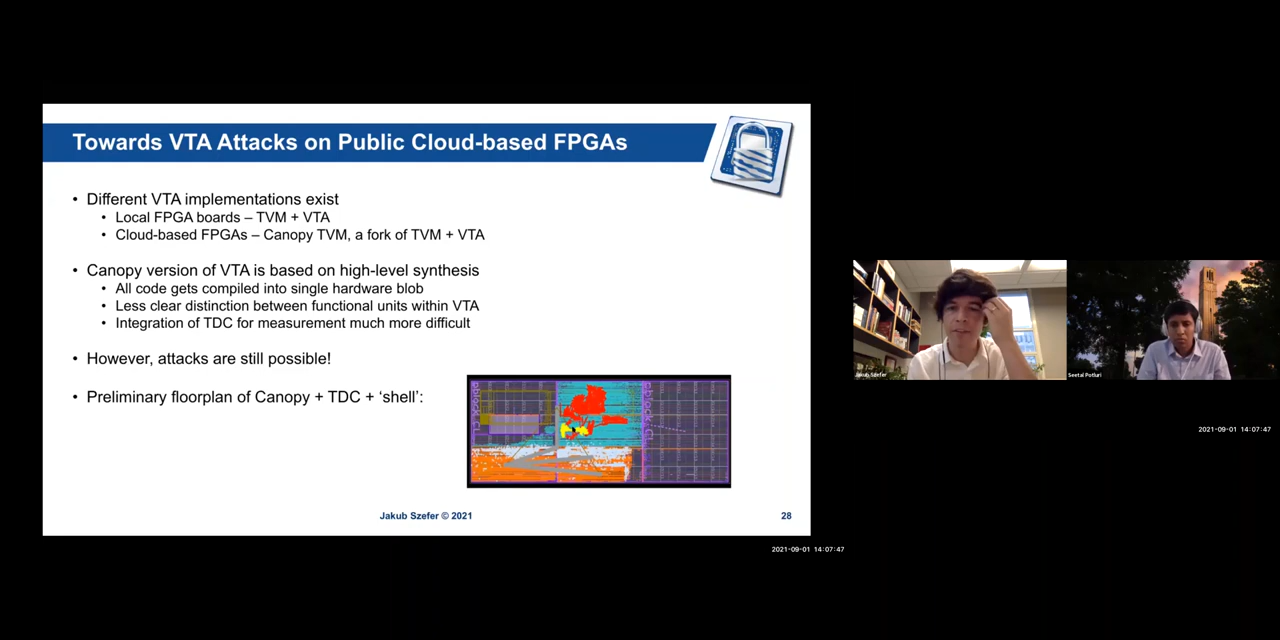 Towards VTA Attacks on Public Cloud-based FPGAs
• Different VTA implementations exist
• Local FPGA boards – TVM + VTA
• Cloud-based FPGAs – Canopy TVM, a fork of TVM + VTA
• Canopy version of VTA is based on high-level synthesis
• All code gets compiled into single hardware blob
• Less clear distinction between functional units within VTA
• Integration of TDC for measurement much more difficult
• However, attacks are still possible!
• Preliminary floorplan of Canopy + TDC + ‘shell’:
Jakub Szefer © 2021
28
2021-09-01 14:07:47
Jakub Szefer
Seetal Potluri
2021-09-01 14:07:47